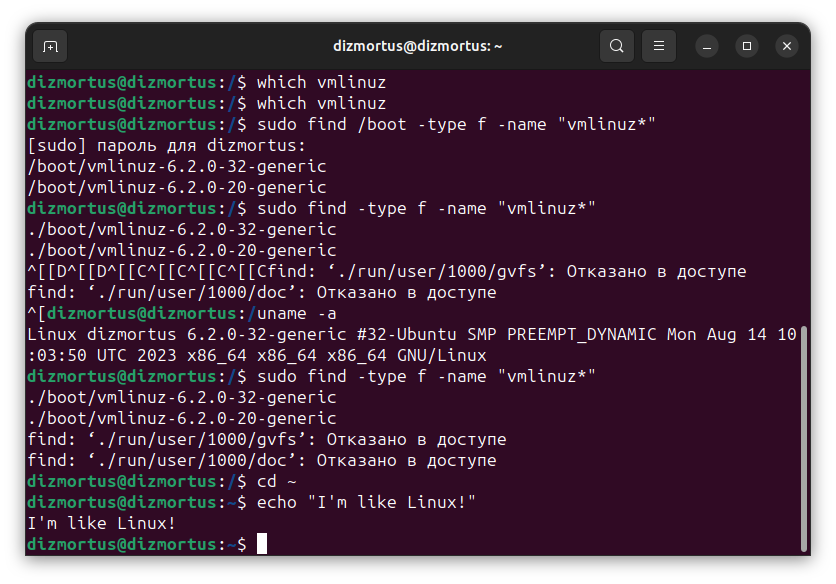 dizmortus@dizmortus: ~
dizmortus@dizmortus:/$ which vmlinuz
dizmortus@dizmortus:/$ which vmlinuz
dizmortus@dizmortus:/$ sudo find /boot -type f -name "vmlinuz*"
[sudo] пароль для dizmortus:
/boot/vmlinuz-6.2.0-32-generic
/boot/vmlinuz-6.2.0-20-generic
dizmortus@dizmortus:/$ sudo find -type f -name "vmlinuz*"
./boot/vmlinuz-6.2.0-32-generic
./boot/vmlinuz-6.2.0-20-generic
^[[D^[[D^[[C^[[C^[[C^[[Cfind: ‘./run/user/1000/gvfs’: Отказано в доступе
find: ‘./run/user/1000/doc’: Отказано в доступе
^[dizmortus@dizmortus:/uname -a
Linux dizmortus 6.2.0-32-generic #32-Ubuntu SMP PREEMPT_DYNAMIC Mon Aug 14 10
:03:50 UTC 2023 x86_64 x86_64 x86_64 GNU/Linux
dizmortus@dizmortus:/$ sudo find -type f -name "vmlinuz*"
./boot/vmlinuz-6.2.0-32-generic
./boot/vmlinuz-6.2.0-20-generic
find: ‘./run/user/1000/gvfs’: Отказано в доступе
find: ‘./run/user/1000/doc’: Отказано в доступе
dizmortus@dizmortus:/$ cd ~
dizmortus@dizmortus:~$ echo "I'm like Linux!"
I'm like Linux!
dizmortus@dizmortus:~$